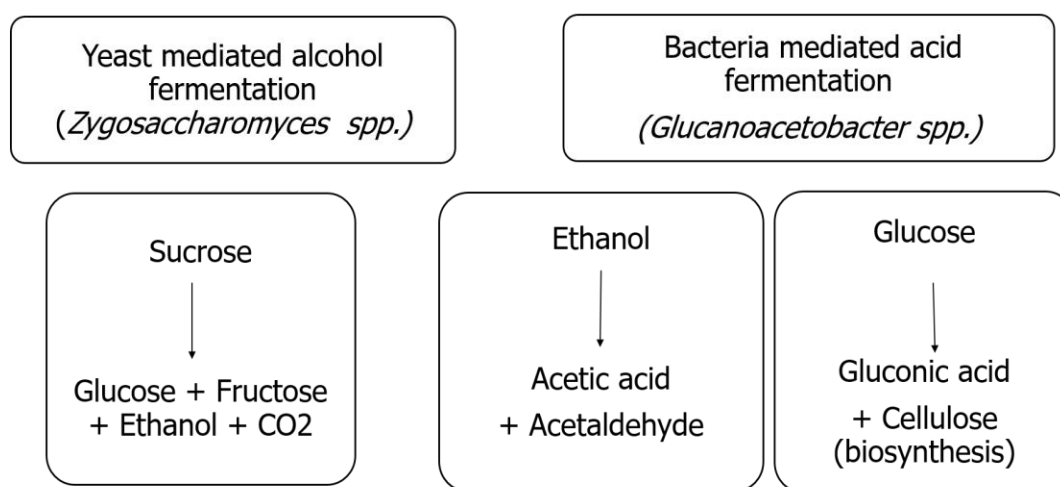 Yeast mediated alcohol
fermentation
(Zygosaccharomyces spp.)
Bacteria mediated acid
fermentation
(Glucanoacetobacter spp.)
Sucrose
Glucose + Fructose
+ Ethanol + CO2
Ethanol
Acetic acid
+ Acetaldehyde
Glucose
Gluconic acid
+ Cellulose
(biosynthesis)